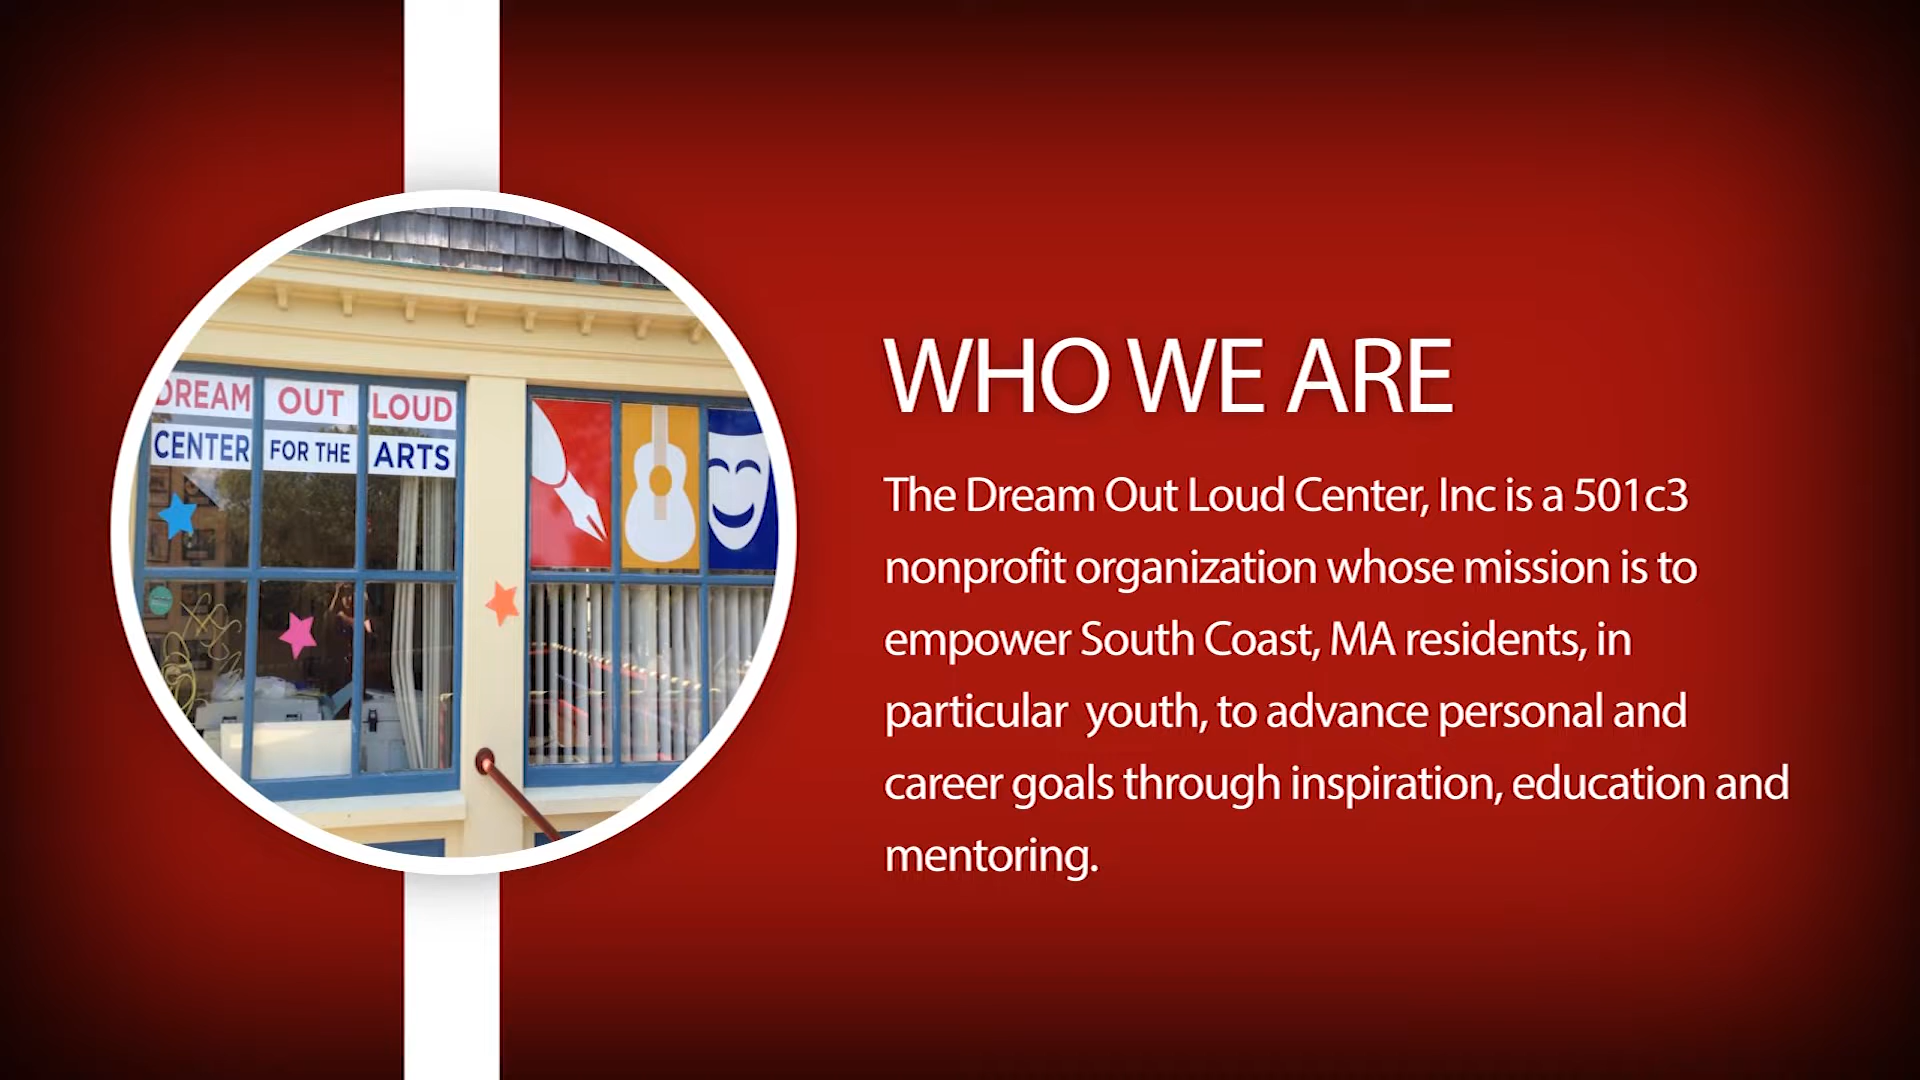 DREAM OUT LOUD
CENTER FOR THE ARTS
WHO WE ARE
The Dream Out Loud Center, Inc is a 501c3
nonprofit organization whose mission is to
empower South Coast, MA residents, in
particular  youth, to advance personal and
career goals through inspiration, education and
mentoring.